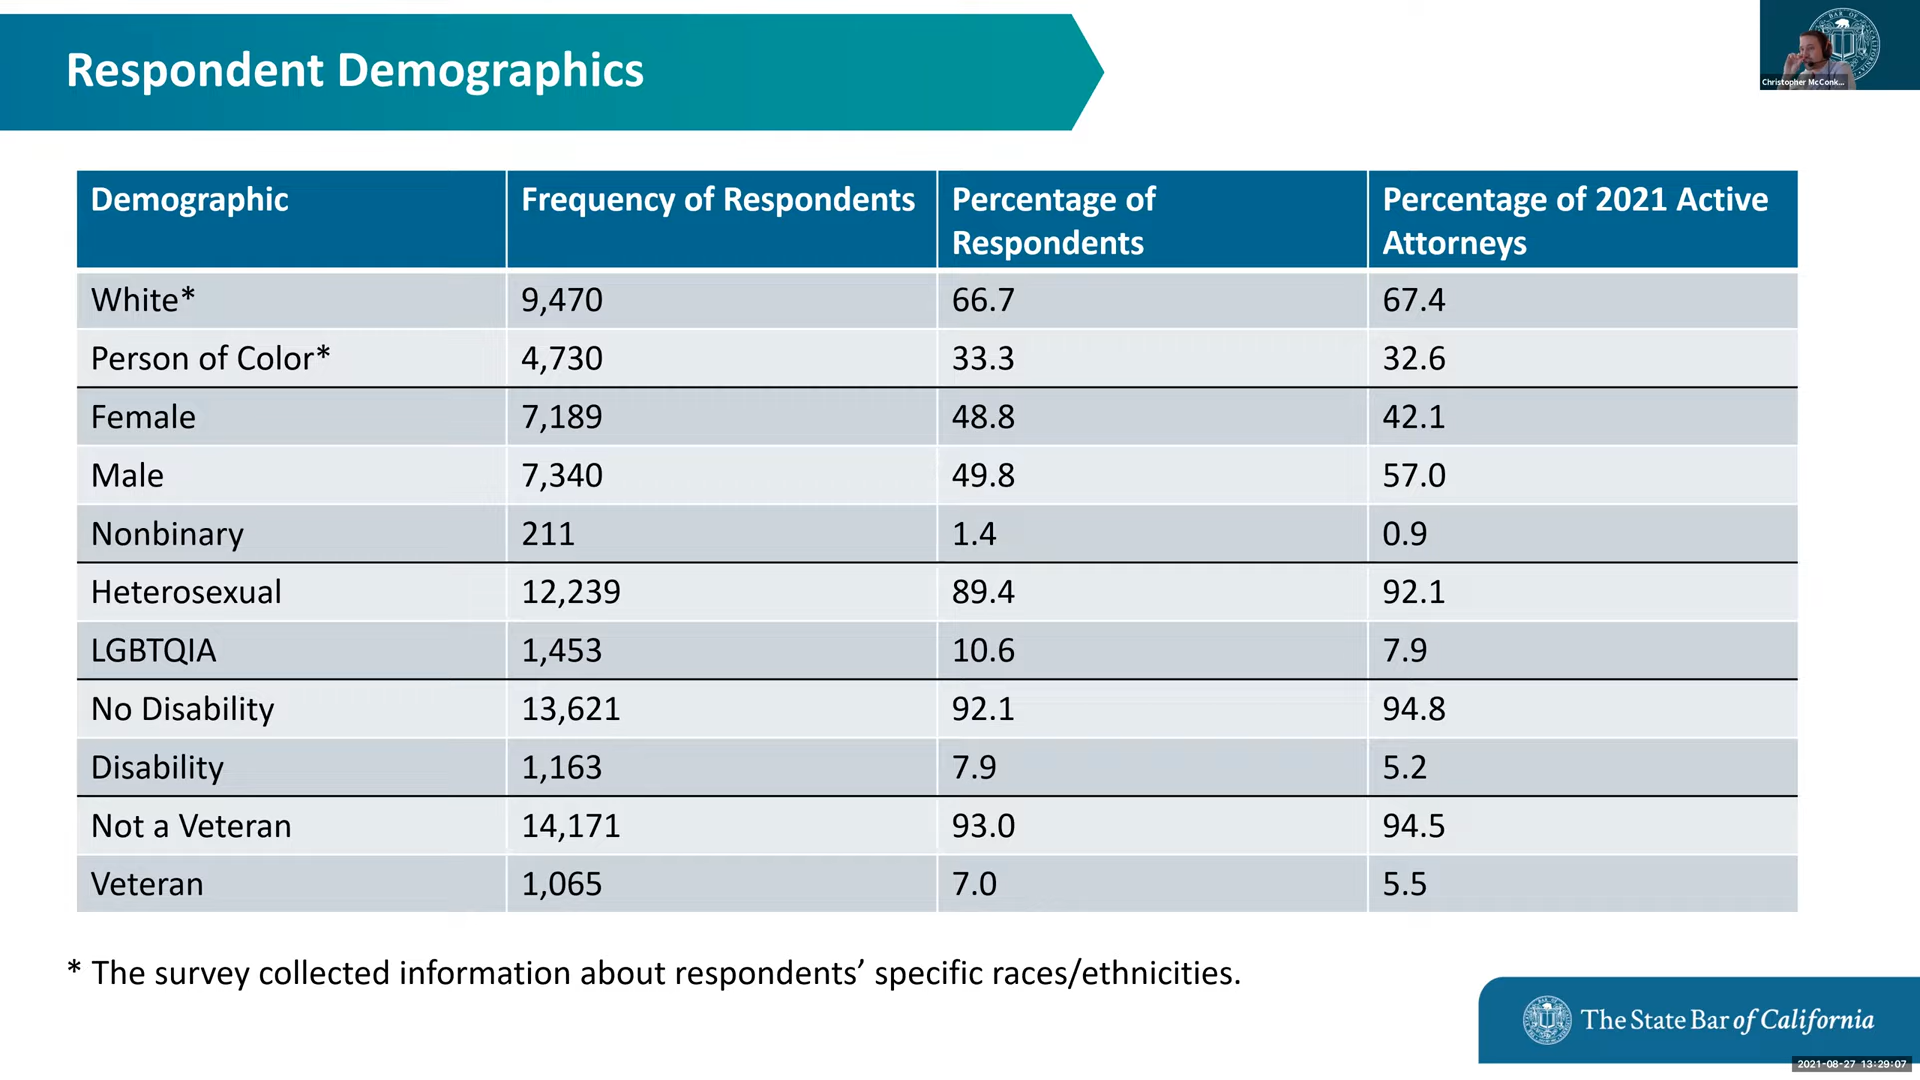 Respondent Demographics
Christopher McConk...
Demographic
Frequency of Respondents
Percentage of
Respondents
Percentage of 2021 Active
Attorneys
White*
9,470
66.7
67.4
Person of Color*
4,730
33.3
32.6
Female
7,189
48.8
42.1
Male
7,340
49.8
57.0
Nonbinary
211
1.4
0.9
Heterosexual
12,239
89.4
92.1
LGBTQIA
1,453
10.6
7.9
No Disability
13,621
92.1
94.8
Disability
1,163
7.9
5.2
Not a Veteran
14,171
93.0
94.5
Veteran
1,065
7.0
5.5
* The survey collected information about respondents’ specific races/ethnicities.
The State Bar of California
2021-08-27 13:29:07